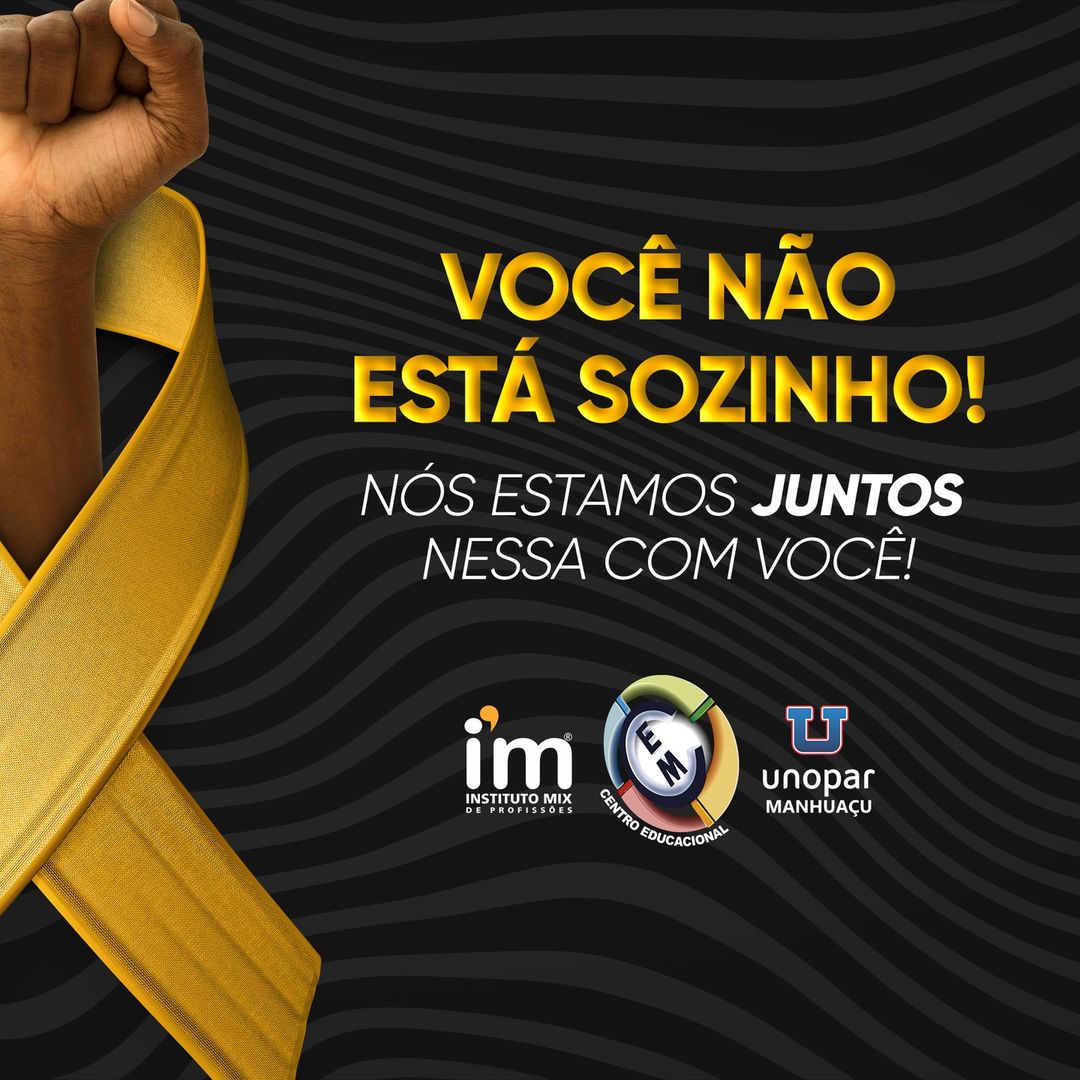 VOCÊ NÃO
ESTÁ SOZINHO!
NÓS ESTAMOS JUNTOS
NESSA COM VOCÊ!
i'm®
INSTITUTO MIX
DE PROFISSÕES
EM
CENTRO EDUCACIONAL
U
unopar
MANHUAÇU